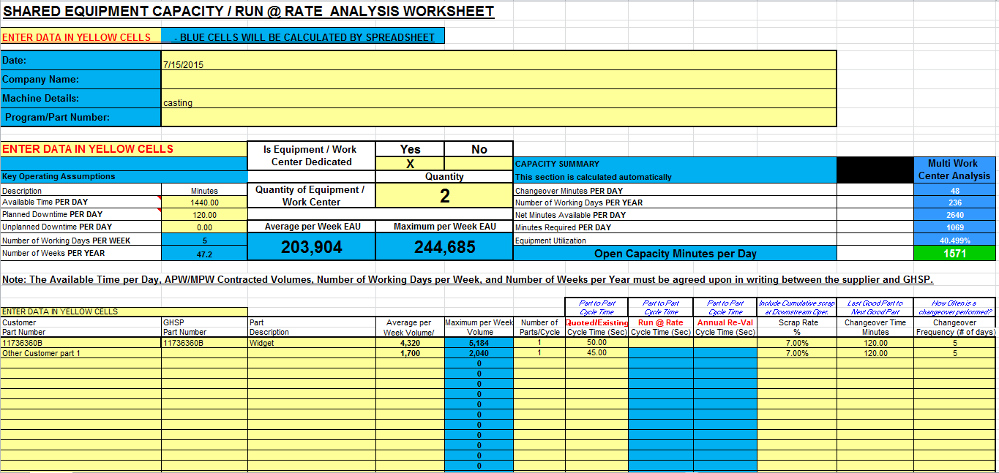 SHARED EQUIPMENT CAPACITY / RUN @ RATE ANALYSIS WORKSHEET
ENTER DATA IN YELLOW CELLS - BLUE CELLS WILL BE CALCULATED BY SPREADSHEET
Date: 7/15/2015
Company Name:
Machine Details: casting
Program/Part Number:
ENTER DATA IN YELLOW CELLS
Key Operating Assumptions
Description Minutes
Available Time PER DAY 1440.00
Planned Downtime PER DAY 120.00
Unplanned Downtime PER DAY 0.00
Number of Working Days PER WEEK 5
Number of Weeks PER YEAR 47.2
Is Equipment / Work
Center Dedicated
Yes No
X
Quantity
Quantity of Equipment /
Work Center
2
Average per Week EAU Maximum per Week EAU
203,904 244,685
CAPACITY SUMMARY
This section is calculated automatically
Multi Work
Center Analysis
Changeover Minutes PER DAY 48
Number of Working Days PER YEAR 236
Net Minutes Available PER DAY 2640
Minutes Required PER DAY 1069
Equipment Utilization 40.499%
Open Capacity Minutes per Day 1571
Note: The Available Time per Day, APW/MPW Contracted Volumes, Number of Working Days per Week, and Number of Weeks per Year must be agreed upon in writing between the supplier and GHSP.
Part to Part Part to Part Part to Part Include Cumulative scrap Last Good Part to How Often is a
Cycle Time Cycle Time Cycle Time at Downstream Oper. Next Good Part changeover performed?
ENTER DATA IN YELLOW CELLS
Customer GHSP Part Average per Maximum per Week Number of Quoted/Existing Run @ Rate Annual Re-Val Scrap Rate Changeover Time Changeover
Part Number Part Number Description Week Volume/ Volume Parts/Cycle Cycle Time (Sec) Cycle Time (Sec) Cycle Time (Sec) % Minutes Frequency (# of days)
11736360B 11736360B Widget 4,320 5,184 1 50.00 7.00% 120.00 5
Other Customer part 1 1,700 2,040 1 45.00 7.00% 120.00 5
0
0
0
0
0
0
0
0
0
0
0